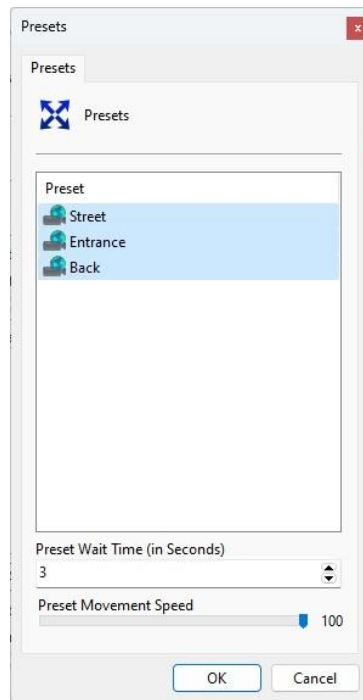 Presets
x
Presets
Presets
Preset
Street
Entrance
Back
Preset Wait Time (in Seconds)
3
Preset Movement Speed
100
OK Cancel